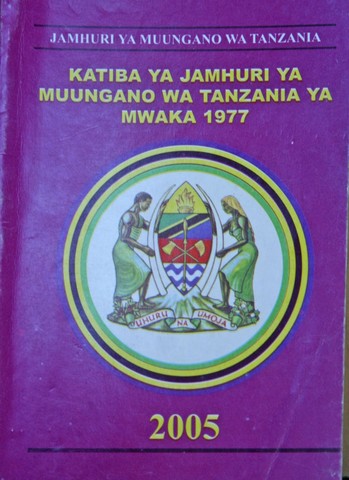 JAMHURI YA MUUNGANO WA TANZANIA
KATIBA YA JAMHURI YA
MUUNGANO WA TANZANIA YA
MWAKA 1977
UHURU NA UMOJA
2005